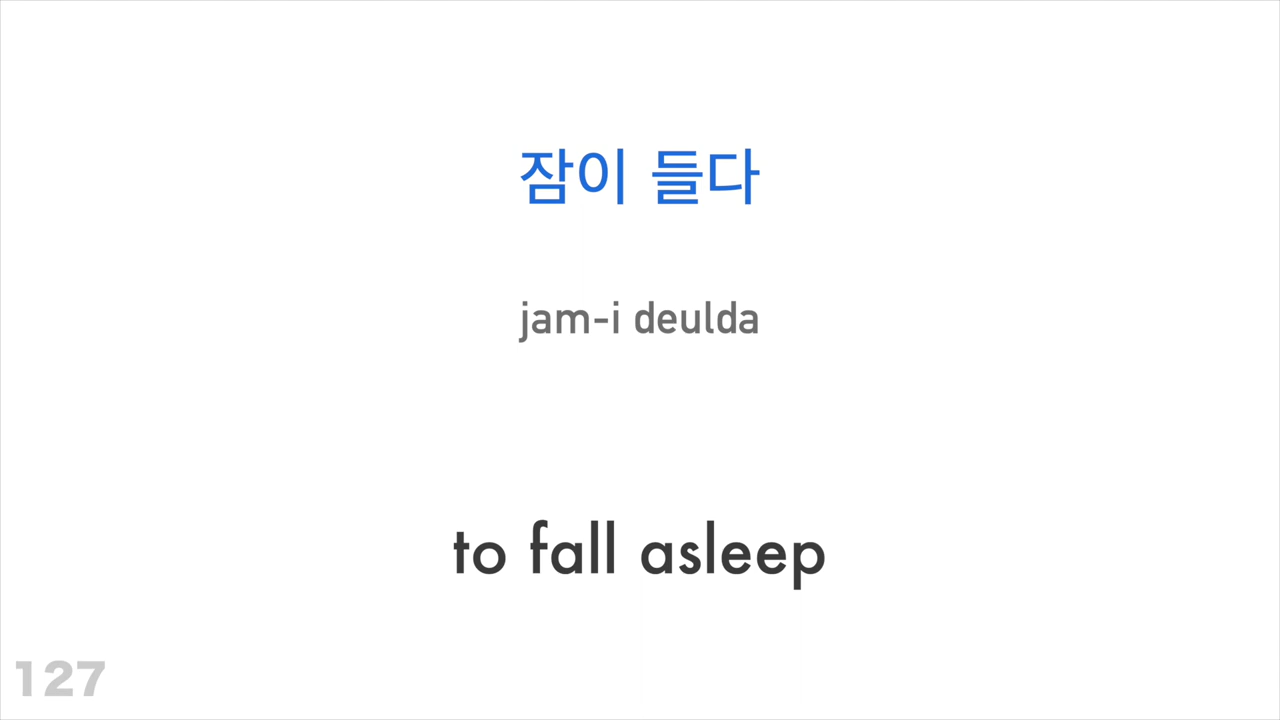 잠이 들다
jam-i deulda
to fall asleep
127